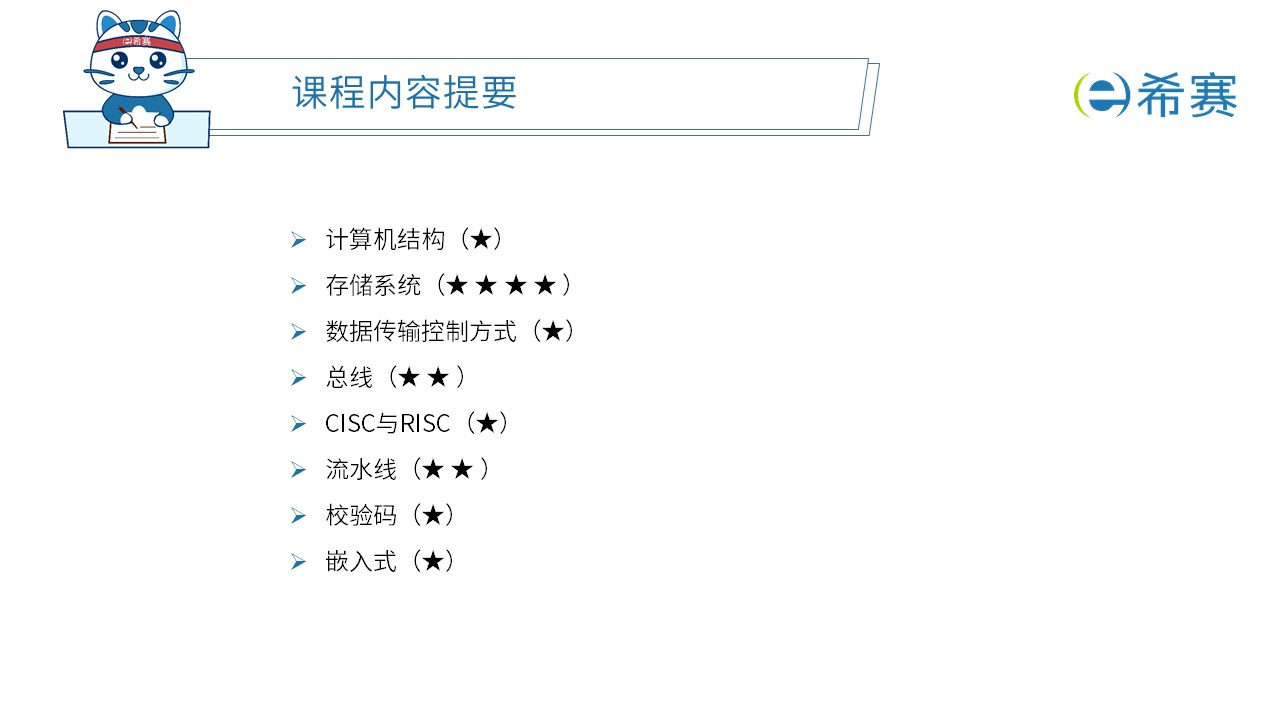 希赛
课程内容提要
希赛
计算机结构（★）
存储系统（★ ★ ★ ★ ）
数据传输控制方式（★）
总线（★ ★ ）
CISC与RISC（★）
流水线（★ ★ ）
校验码（★）
嵌入式（★）